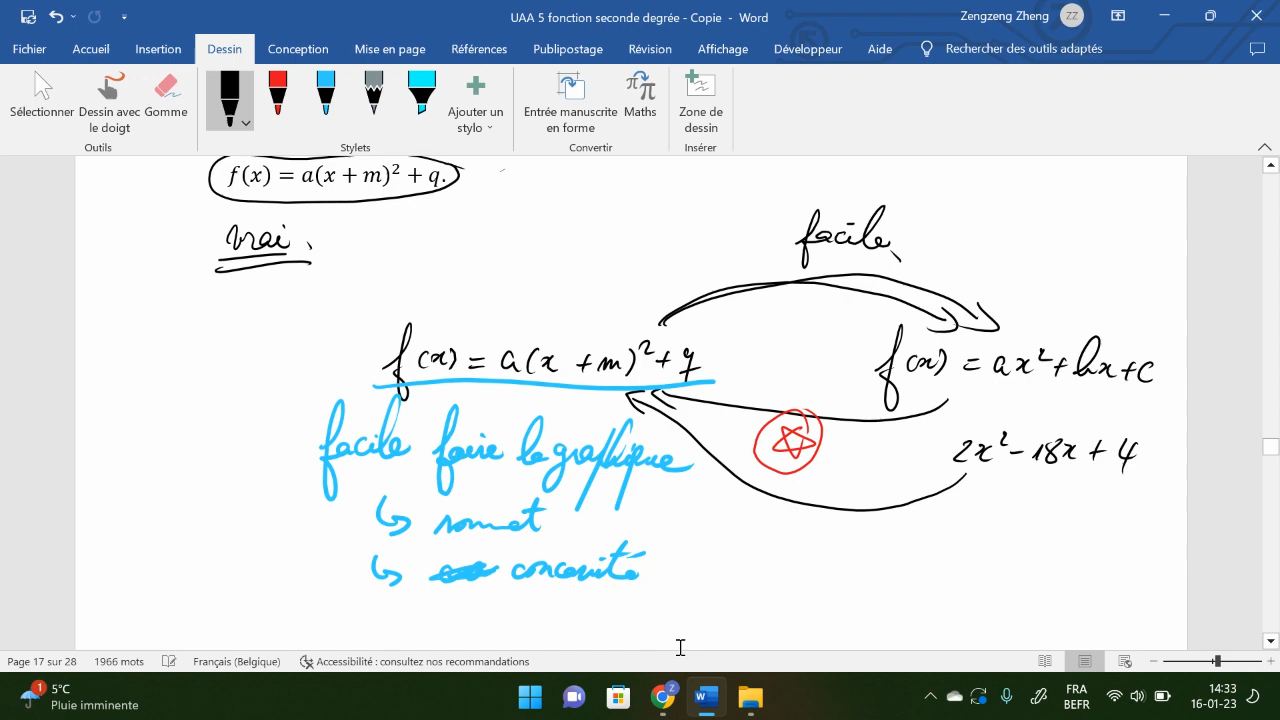 UAA 5 fonction seconde degrée - Copie - Word
Zengzeng Zheng
ZZ
Fichier Accueil Insertion Dessin Conception Mise en page Références Publipostage Révision Affichage Développeur Aide Rechercher des outils adaptés
Sélectionner
Dessin avec le doigt
Gomme
Ajouter un stylo
Entrée manuscrite en forme
Maths
Zone de dessin
Outils
Stylets
Convertir
Insérer
f(x) = a(x + m)² + q.
vrai.
facile
f(x) = a(x + m)² + q
f(x) = ax² + bx + c
facile faire le graphique
2x² - 18x + 4
↳ sommet
↳ concavité
Page 17 sur 28 1966 mots Français (Belgique) Accessibilité : consultez nos recommandations
1
5°C
Pluie imminente
Z
FRA
BEFR
14:33
16-01-23